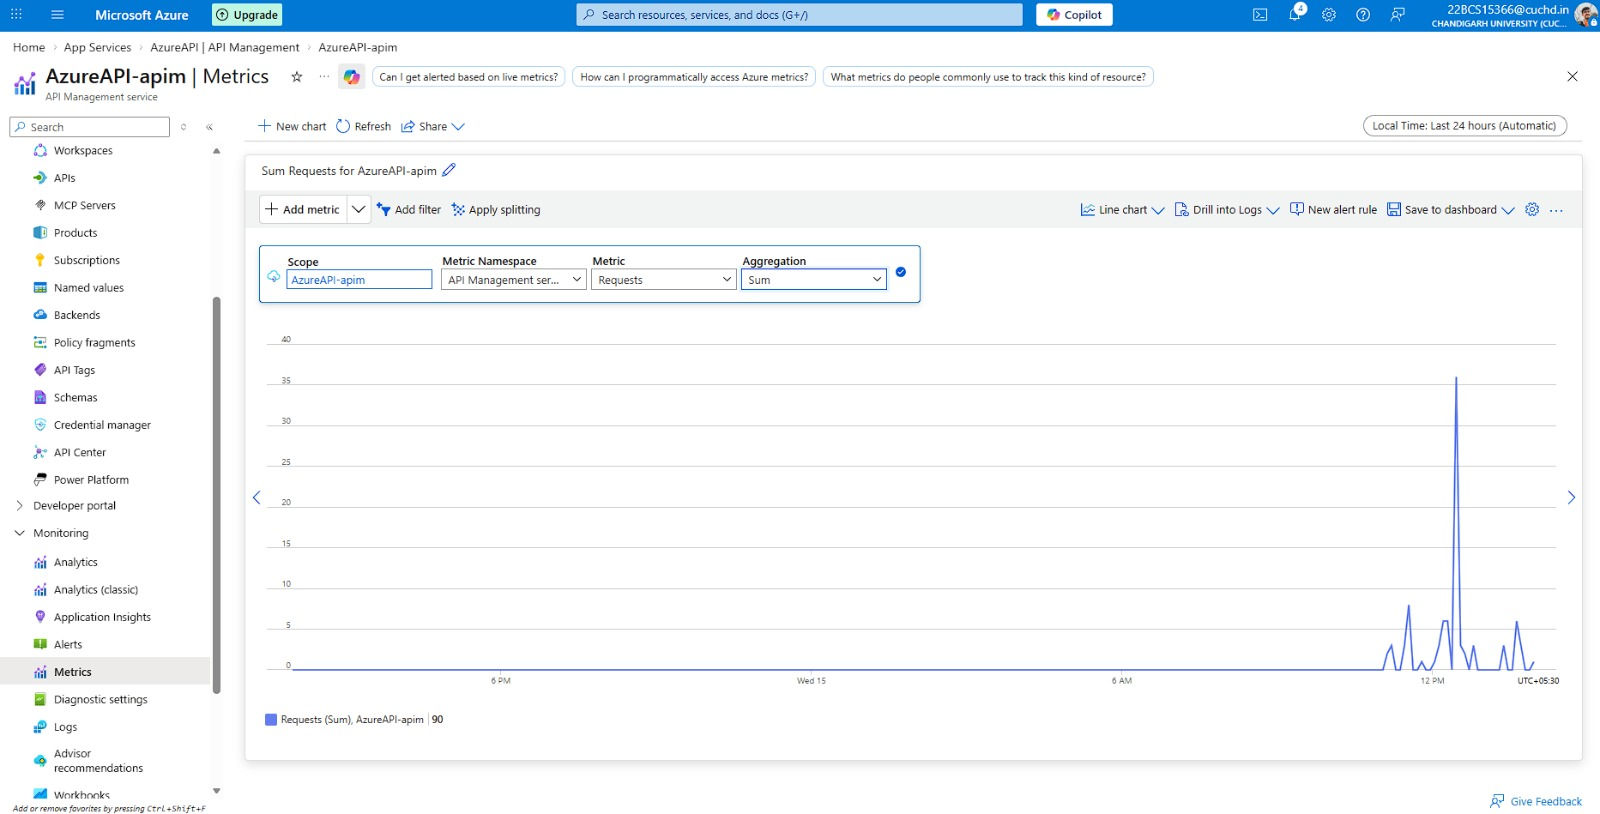 Microsoft Azure
Upgrade
Search resources, services, and docs (G+/)
Copilot
4
22BCS15366@cuchd.in
CHANDIGARH UNIVERSITY (CUC...
Home > App Services > AzureAPI | API Management > AzureAPI-apim
AzureAPI-apim | Metrics
API Management service
Can I get alerted based on live metrics?
How can I programmatically access Azure metrics?
What metrics do people commonly use to track this kind of resource?
Search
Workspaces
APIs
MCP Servers
Products
Subscriptions
Named values
Backends
Policy fragments
API Tags
Schemas
Credential manager
API Center
Power Platform
Developer portal
Monitoring
Analytics
Analytics (classic)
Application Insights
Alerts
Metrics
Diagnostic settings
Logs
Advisor
recommendations
Workbooks
Add or remove favorites by pressing Ctrl+Shift+F
New chart
Refresh
Share
Local Time: Last 24 hours (Automatic)
Sum Requests for AzureAPI-apim
Add metric
Add filter
Apply splitting
Line chart
Drill into Logs
New alert rule
Save to dashboard
Scope
AzureAPI-apim
Metric Namespace
API Management ser...
Metric
Requests
Aggregation
Sum
40
35
30
25
20
15
10
5
0
6 PM
Wed 15
6 AM
12 PM
UTC+05:30
Requests (Sum), AzureAPI-apim | 90
Give Feedback